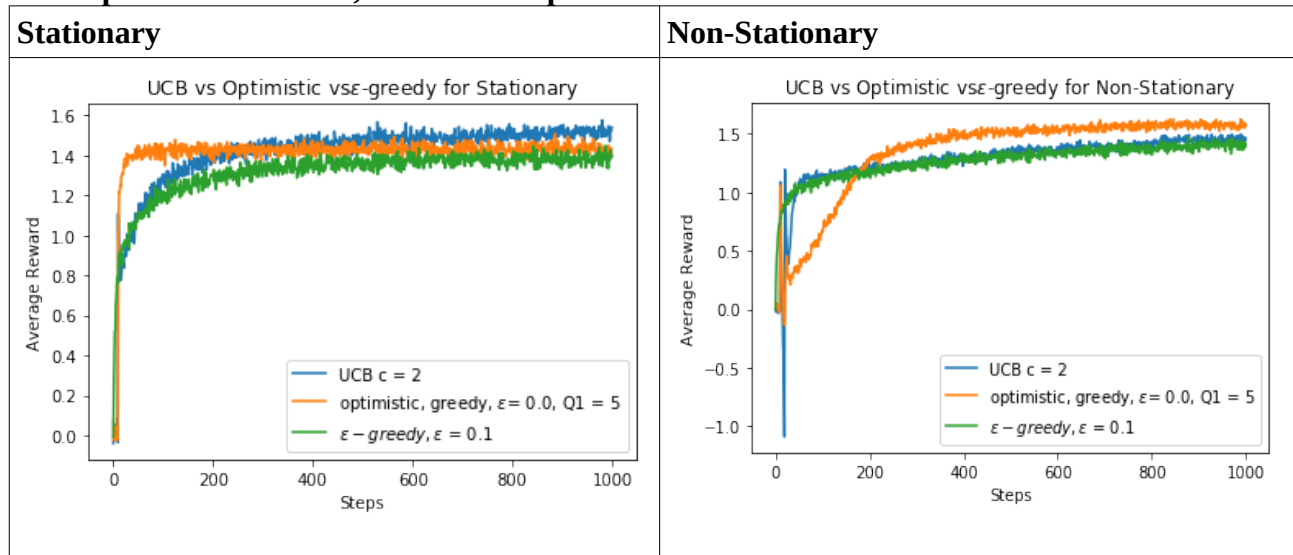 Stationary
Non-Stationary
UCB vs Optimistic vsε-greedy for Stationary
1.6
1.4
1.2
1.0
0.8
0.6
0.4
0.2
0.0
Average Reward
0 200 400 600 800 1000
Steps
UCB c = 2
optimistic, greedy, ε= 0.0, Q1 = 5
ε − greedy, ε = 0.1
UCB vs Optimistic vsε-greedy for Non-Stationary
1.5
1.0
0.5
0.0
−0.5
−1.0
Average Reward
0 200 400 600 800 1000
Steps
UCB c = 2
optimistic, greedy, ε= 0.0, Q1 = 5
ε − greedy, ε = 0.1